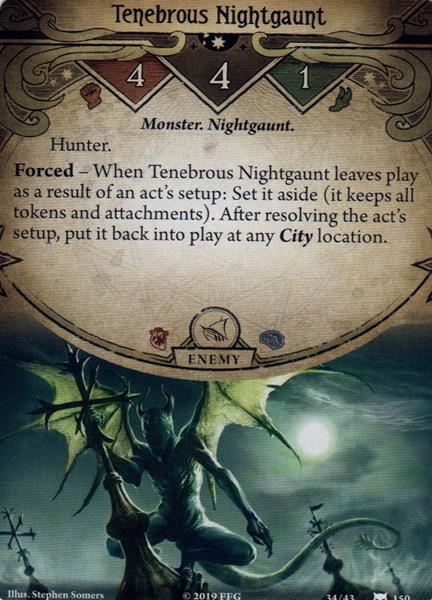 Tenebrous Nightgaunt
4 4 1
Monster. Nightgaunt.
Hunter.
Forced – When Tenebrous Nightgaunt leaves play
as a result of an act's setup: Set it aside (it keeps all
tokens and attachments). After resolving the act's
setup, put it back into play at any City location.
ENEMY
Illus. Stephen Somers © 2019 FFG 34/43 150